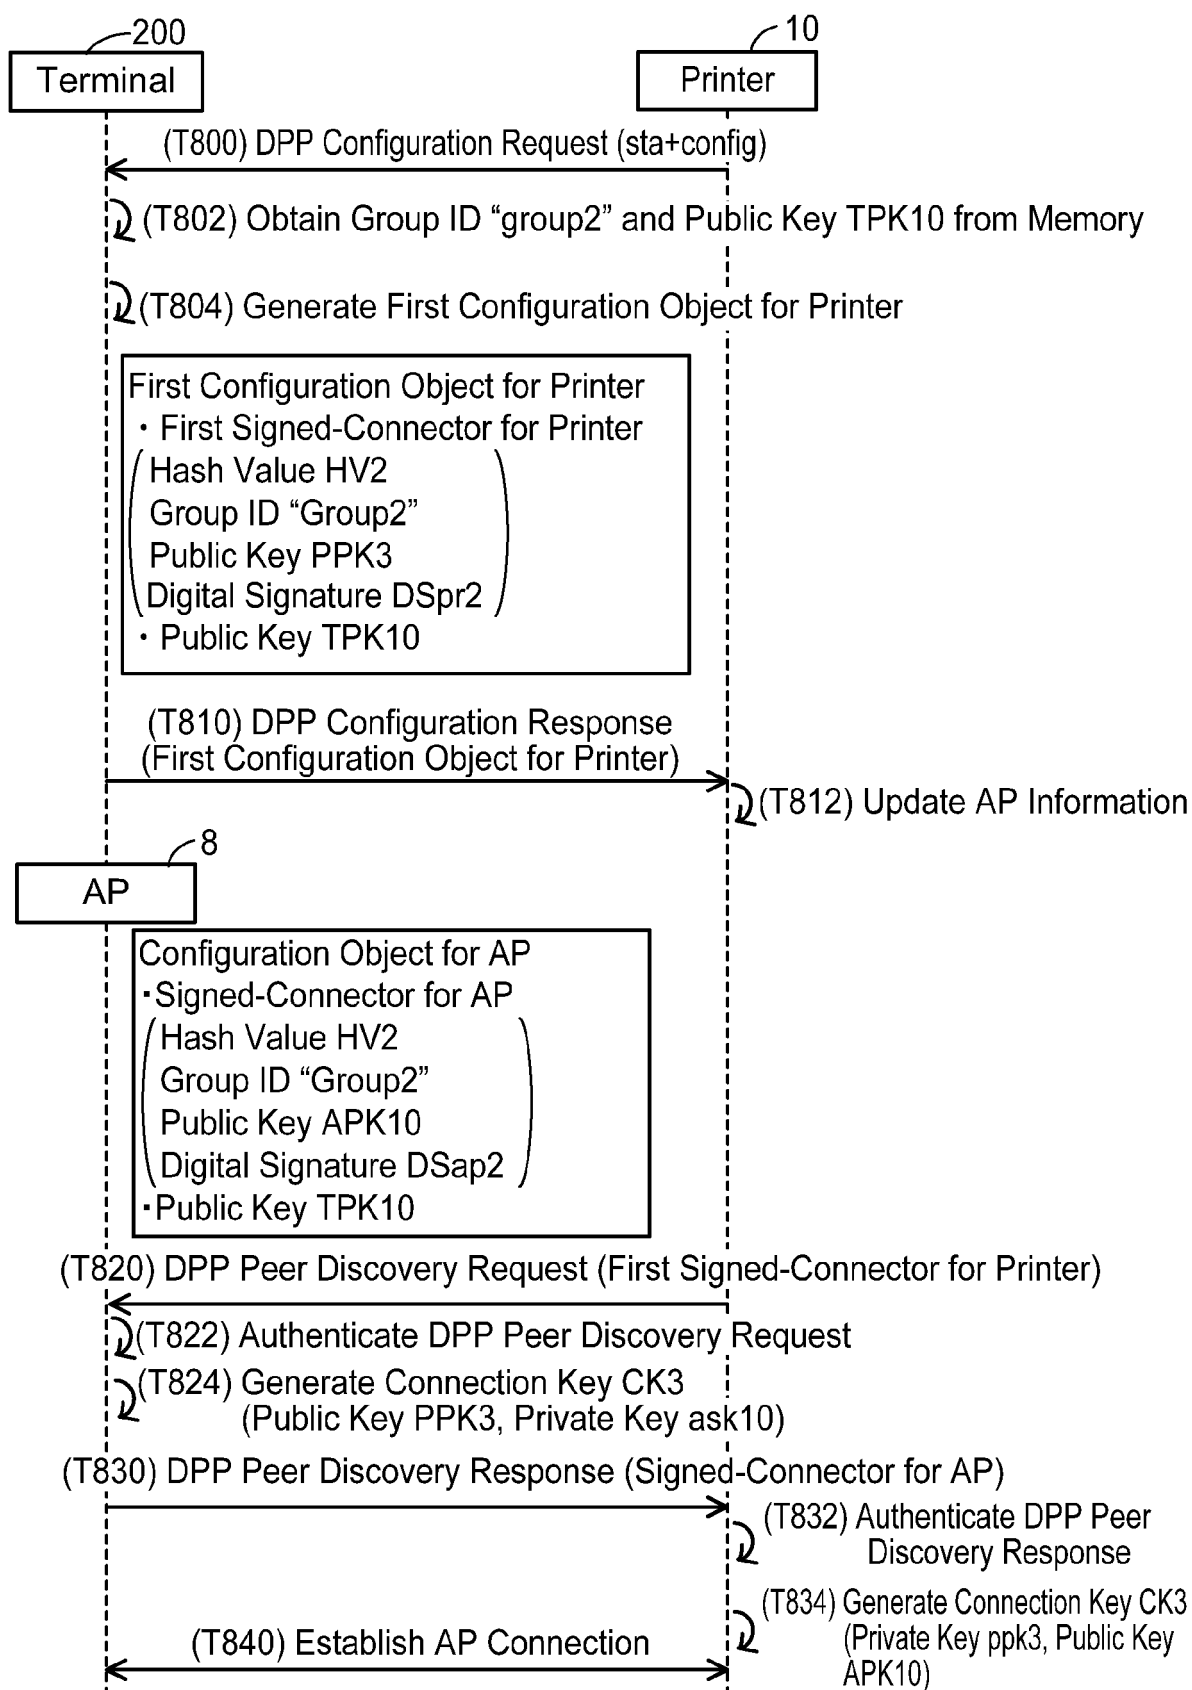 200
10
Terminal
Printer
(T800) DPP Configuration Request (sta+config)
(T802) Obtain Group ID “group2” and Public Key TPK10 from Memory
(T804) Generate First Configuration Object for Printer
First Configuration Object for Printer
・First Signed-Connector for Printer
Hash Value HV2
Group ID “Group2”
Public Key PPK3
Digital Signature DSpr2
・Public Key TPK10
(T810) DPP Configuration Response
(First Configuration Object for Printer)
(T812) Update AP Information
8
AP
Configuration Object for AP
・Signed-Connector for AP
Hash Value HV2
Group ID “Group2”
Public Key APK10
Digital Signature DSap2
・Public Key TPK10
(T820) DPP Peer Discovery Request (First Signed-Connector for Printer)
(T822) Authenticate DPP Peer Discovery Request
(T824) Generate Connection Key CK3
(Public Key PPK3, Private Key ask10)
(T830) DPP Peer Discovery Response (Signed-Connector for AP)
(T832) Authenticate DPP Peer
Discovery Response
(T834) Generate Connection Key CK3
(Private Key ppk3, Public Key
APK10)
(T840) Establish AP Connection